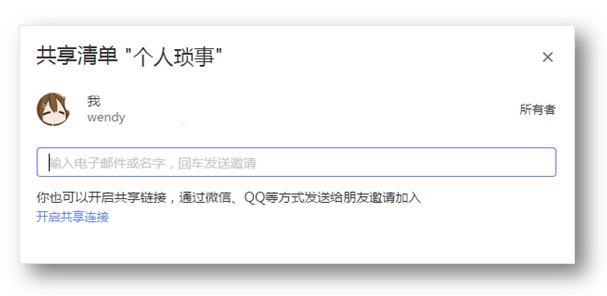 共享清单 "个人琐事"
我
wendy
所有者
输入电子邮件或名字，回车发送邀请
你也可以开启共享链接，通过微信、QQ等方式发送给朋友邀请加入
开启共享连接